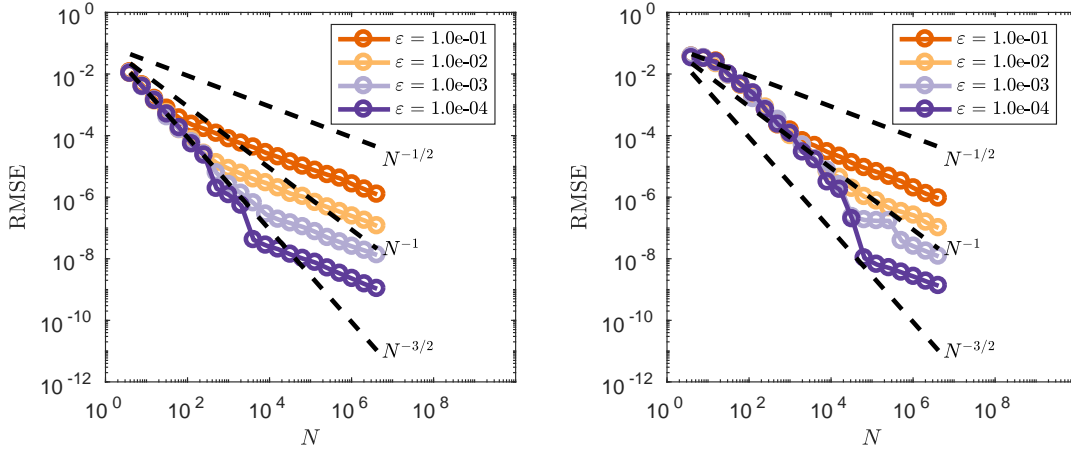 10^0
10^{-2}
10^{-4}
10^{-6}
10^{-8}
10^{-10}
10^{-12}
RMSE
ε = 1.0e-01
ε = 1.0e-02
ε = 1.0e-03
ε = 1.0e-04
N^{-1/2}
N^{-1}
N^{-3/2}
10^0
10^2
10^4
10^6
10^8
N
10^0
10^{-2}
10^{-4}
10^{-6}
10^{-8}
10^{-10}
10^{-12}
RMSE
ε = 1.0e-01
ε = 1.0e-02
ε = 1.0e-03
ε = 1.0e-04
N^{-1/2}
N^{-1}
N^{-3/2}
10^0
10^2
10^4
10^6
10^8
N